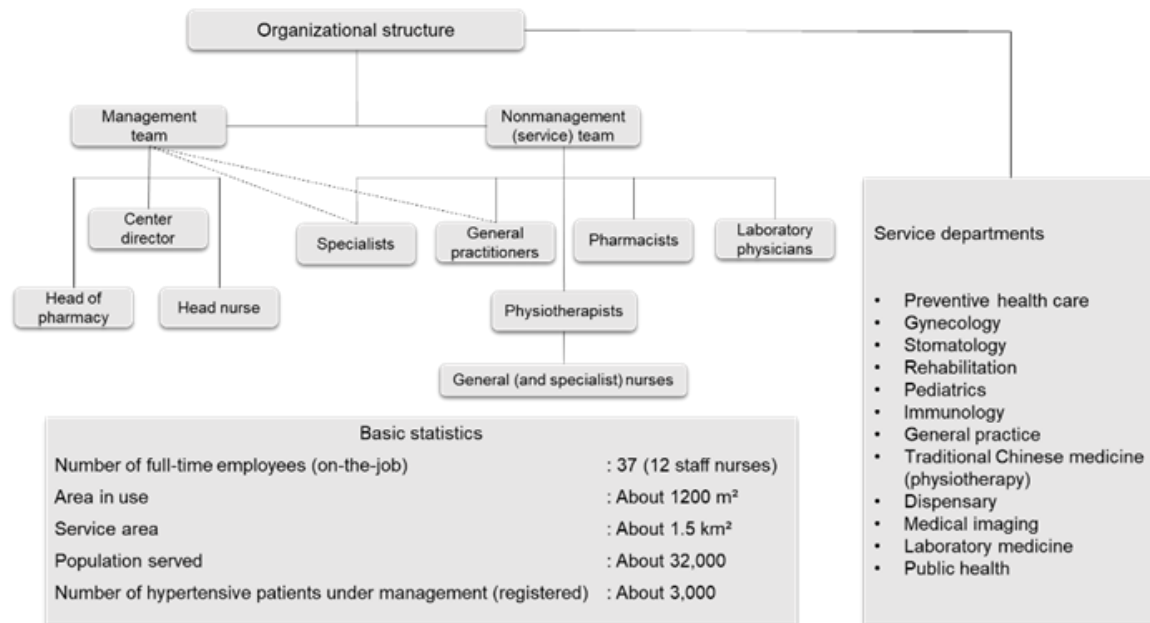 Organizational structure
Management
team
Nonmanagement
(service) team
Center
director
Specialists
General
practitioners
Pharmacists
Laboratory
physicians
Head of
pharmacy
Head nurse
Physiotherapists
General (and specialist) nurses
Service departments
• Preventive health care
• Gynecology
• Stomatology
• Rehabilitation
• Pediatrics
• Immunology
• General practice
• Traditional Chinese medicine
(physiotherapy)
• Dispensary
• Medical imaging
• Laboratory medicine
• Public health
Basic statistics
Number of full-time employees (on-the-job) : 37 (12 staff nurses)
Area in use : About 1200 m²
Service area : About 1.5 km²
Population served : About 32,000
Number of hypertensive patients under management (registered) : About 3,000